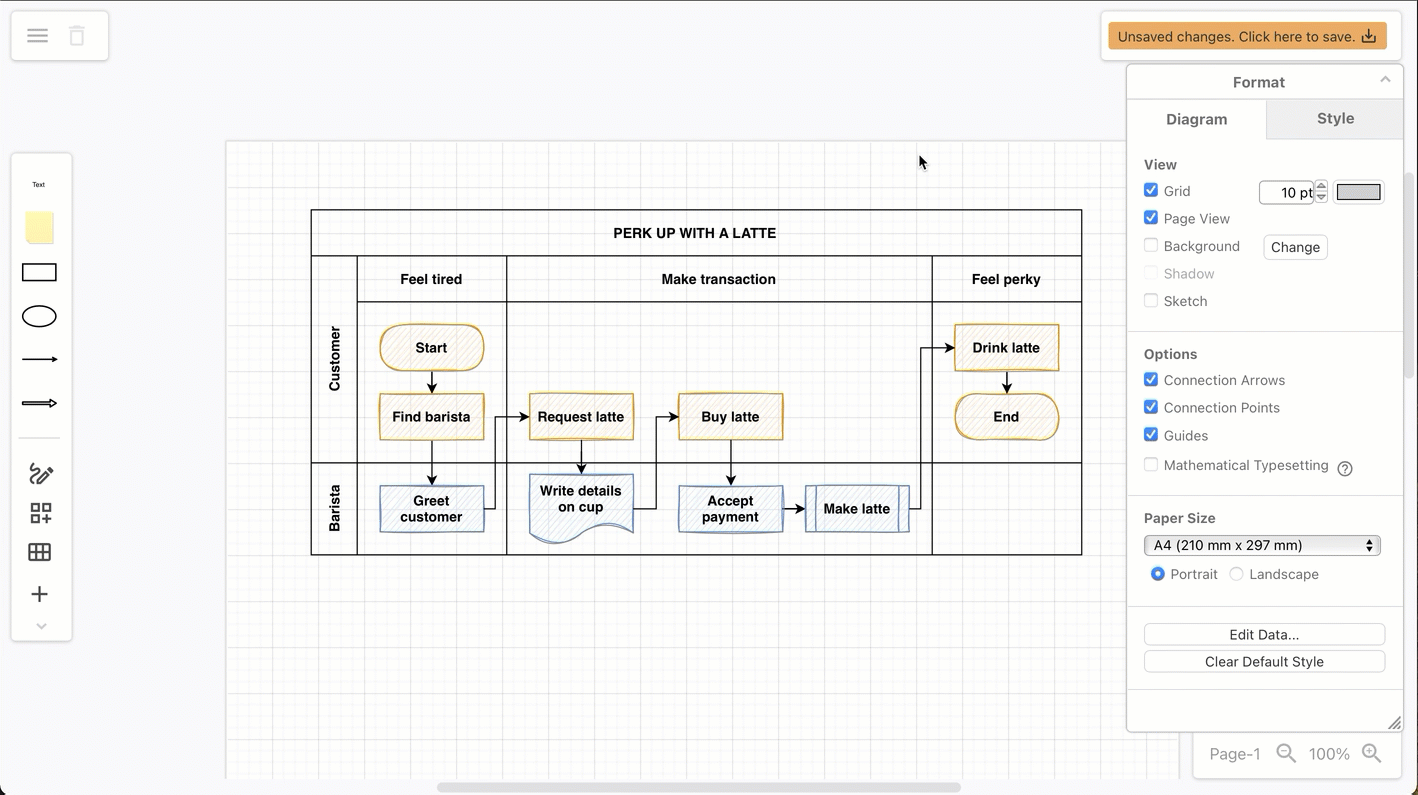 Unsaved changes. Click here to save.
Format
Diagram
Style
Text
View
Grid
10 pt
Page View
Background
Change
Shadow
Sketch
Options
Connection Arrows
Connection Points
Guides
Mathematical Typesetting
?
Paper Size
A4 (210 mm x 297 mm)
Portrait
Landscape
Edit Data...
Clear Default Style
Page-1
100%
PERK UP WITH A LATTE
Feel tired
Make transaction
Feel perky
Customer
Start
Drink latte
Find barista
Request latte
Buy latte
End
Barista
Greet
customer
Write details
on cup
Accept
payment
Make latte